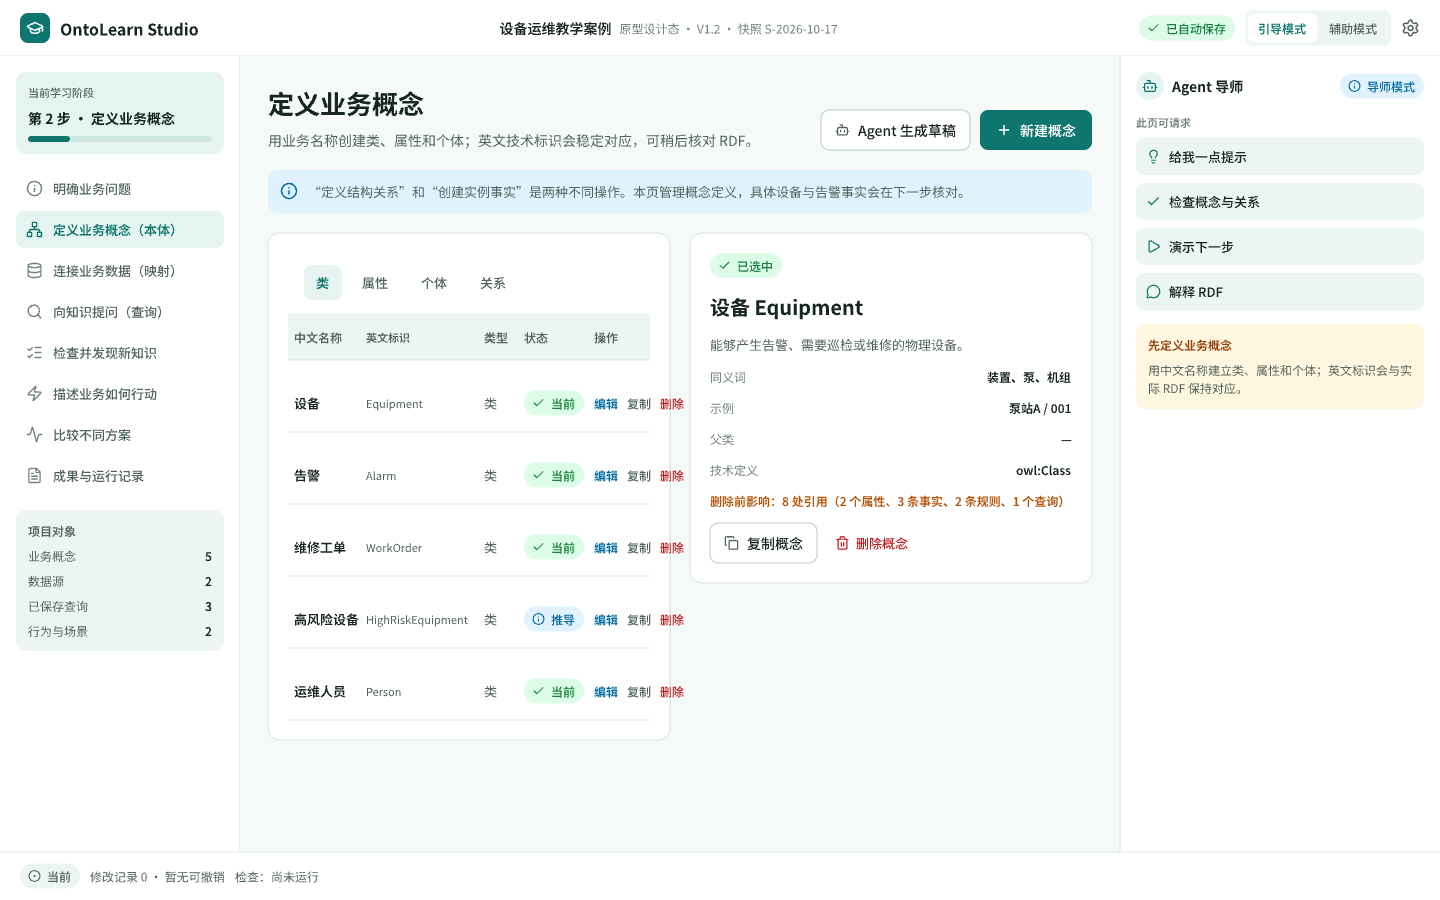 OntoLearn Studio
设备运维教学案例 原型设计态 • V1.2 • 快照 S-2026-10-17
已自动保存
引导模式 辅助模式
当前学习阶段
第 2 步 • 定义业务概念
明确业务问题
定义业务概念（本体）
连接业务数据（映射）
向知识提问（查询）
检查并发现新知识
描述业务如何行动
比较不同方案
成果与运行记录
项目对象
业务概念 5
数据源 2
已保存查询 3
行为与场景 2
定义业务概念
用业务名称创建类、属性和个体；英文技术标识会稳定对应，可稍后核对 RDF。
Agent 生成草稿
新建概念
“定义结构关系”和“创建实例事实”是两种不同操作。本页管理概念定义，具体设备与告警事实会在下一步核对。
类 属性 个体 关系
中文名称 英文标识 类型 状态 操作
设备 Equipment 类 当前 编辑 复制 删除
告警 Alarm 类 当前 编辑 复制 删除
维修工单 WorkOrder 类 当前 编辑 复制 删除
高风险设备 HighRiskEquipment 类 推导 编辑 复制 删除
运维人员 Person 类 当前 编辑 复制 删除
已选中
设备 Equipment
能够产生告警、需要巡检或维修的物理设备。
同义词 装置、泵、机组
示例 泵站A / 001
父类 —
技术定义 owl:Class
删除前影响：8 处引用（2 个属性、3 条事实、2 条规则、1 个查询）
复制概念 删除概念
Agent 导师 导师模式
此页可请求
给我一点提示
检查概念与关系
演示下一步
解释 RDF
先定义业务概念
用中文名称建立类、属性和个体；英文标识会与实
际 RDF 保持对应。
当前 修改记录 0 • 暂无可撤销 检查：尚未运行